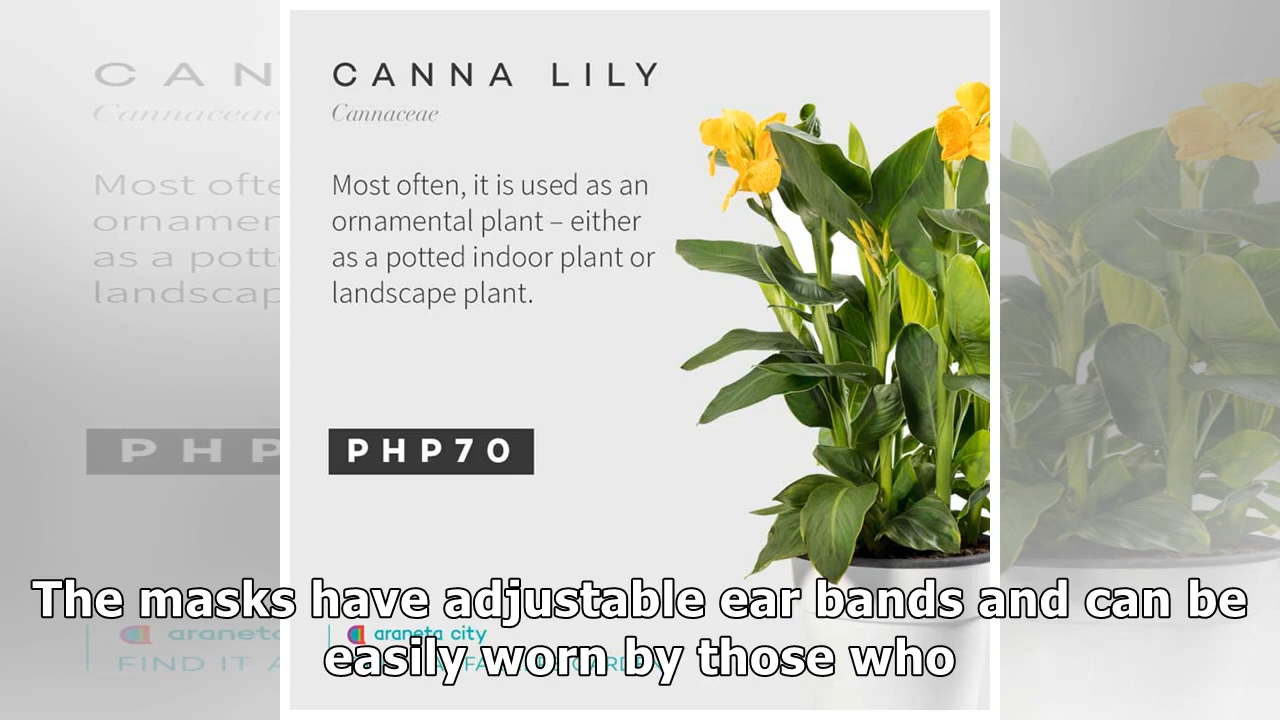 CANNA LILY
Cannaceae
Most often, it is used as an
ornamental plant – either
as a potted indoor plant or
landscape plant.
PHP70
araneta city
The masks have adjustable ear bands and can be
easily worn by those who